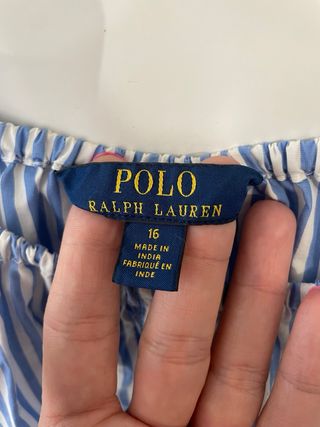 POLO
RALPH LAUREN
16
MADE IN
INDIA
FABRIQUÉ EN
INDE